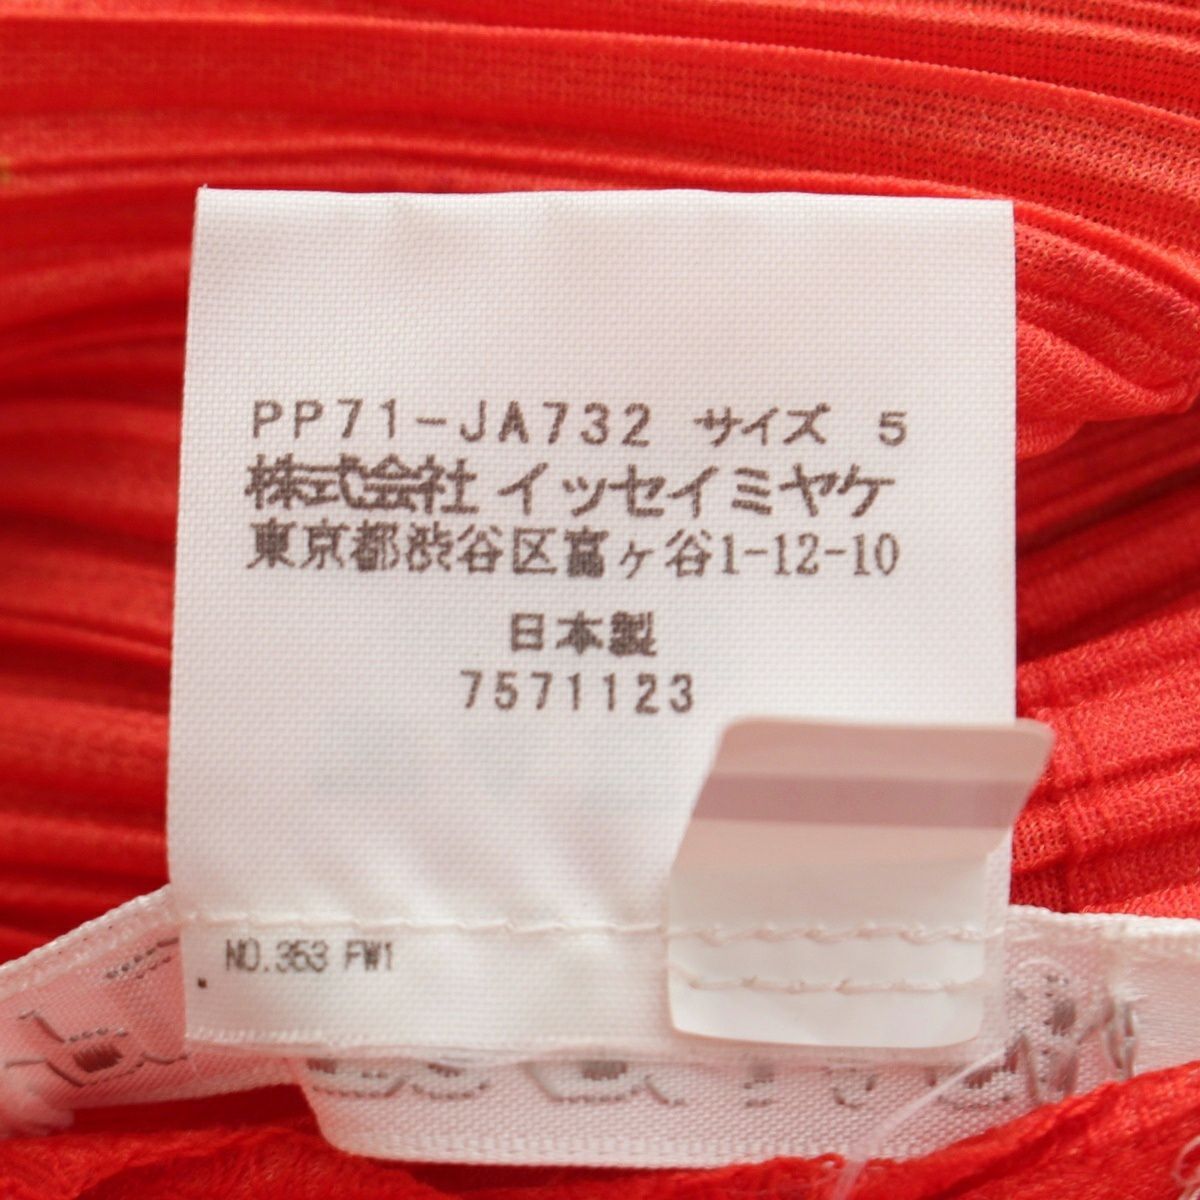 PP71-JA732 サイズ 5
株式会社 イッセイミヤケ
東京都渋谷区富ヶ谷1-12-10
日本製
7571123
NO.353 FW1